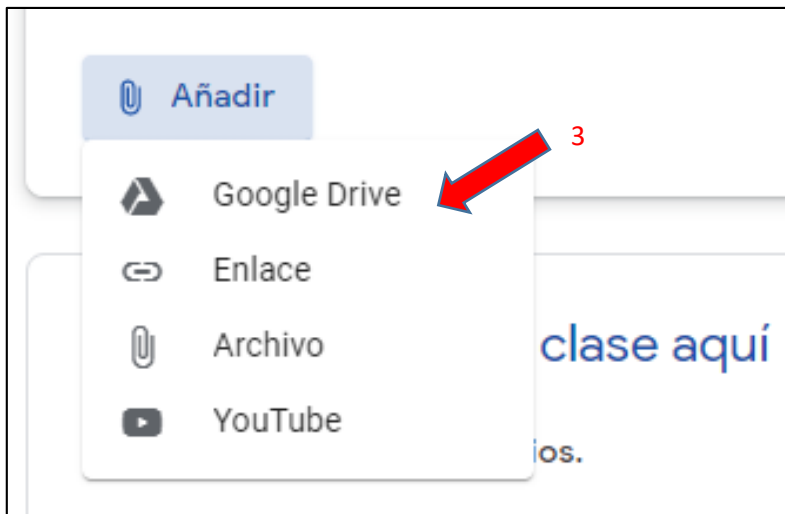 Añadir
3
Google Drive
Enlace
Archivo
clase aquí
YouTube
ios.